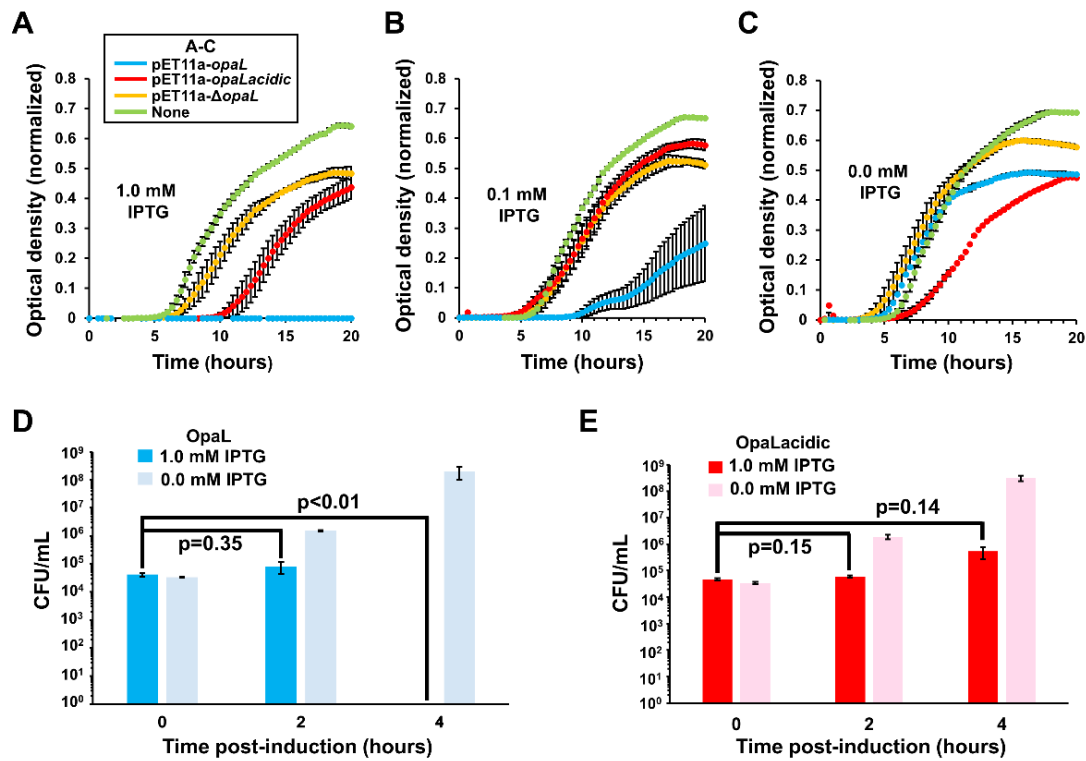 A
A-C
pET11a-opaL
pET11a-opaLacidic
pET11a-ΔopaL
None
Optical density (normalized)
0.8
0.7
0.6
0.5
0.4
0.3
0.2
0.1
0
1.0 mM
IPTG
0 5 10 15 20
Time (hours)
B
Optical density (normalized)
0.8
0.7
0.6
0.5
0.4
0.3
0.2
0.1
0
0.1 mM
IPTG
0 5 10 15 20
Time (hours)
C
Optical density (normalized)
0.8
0.7
0.6
0.5
0.4
0.3
0.2
0.1
0
0.0 mM
IPTG
0 5 10 15 20
Time (hours)
D
OpaL
1.0 mM IPTG
0.0 mM IPTG
CFU/mL
10⁹
10⁸
10⁷
10⁶
10⁵
10⁴
10³
10²
10¹
10⁰
p<0.01
p=0.35
0 2 4
Time post-induction (hours)
E
OpaLacidic
1.0 mM IPTG
0.0 mM IPTG
CFU/mL
10⁹
10⁸
10⁷
10⁶
10⁵
10⁴
10³
10²
10¹
10⁰
p=0.14
p=0.15
0 2 4
Time post-induction (hours)